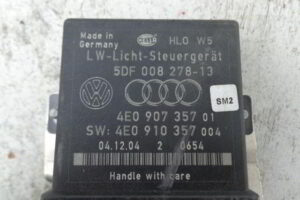 Made in
Germany
HELLA HLO W5
LW-Licht-Steuergerät
5DF 008 278-13
SM2
4E0 907 357 01
SW: 4E0 910 357 004
04.12.04 2 0654
Handle with care